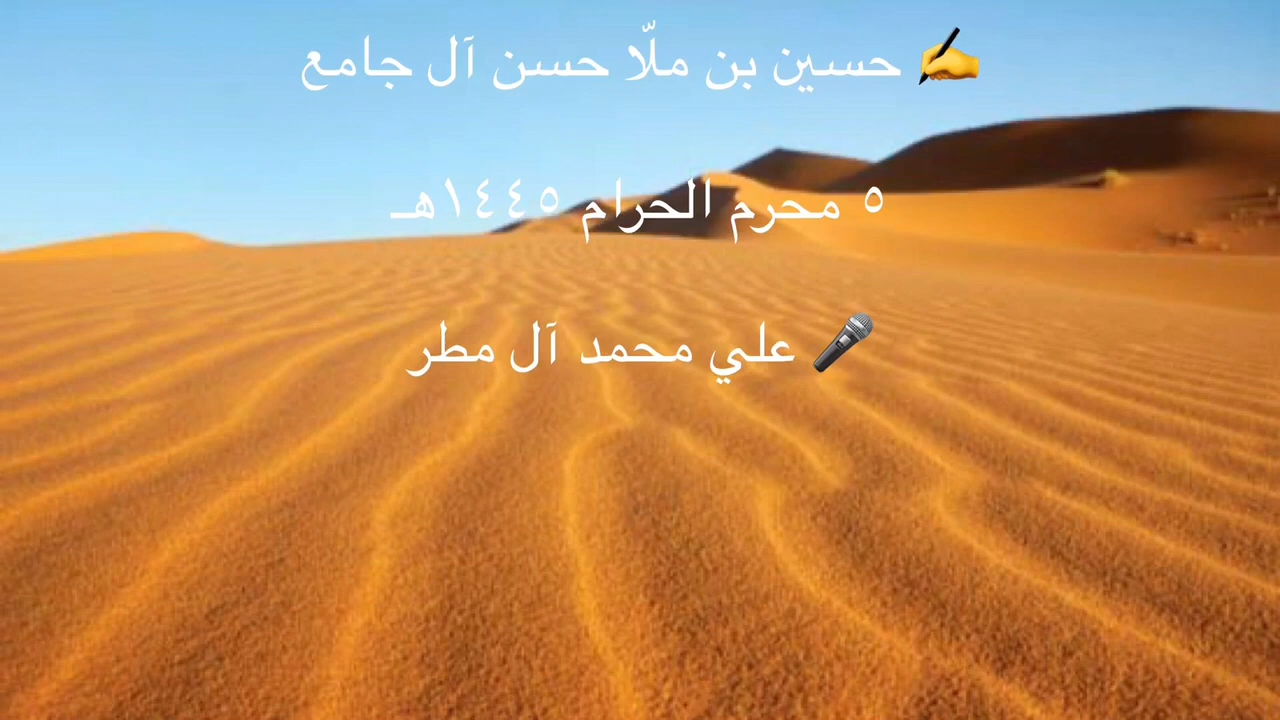 ✍️ حسين بن ملّا حسن آل جامع
٥ محرم الحرام ١٤٤٥هـ
🎤 علي محمد آل مطر